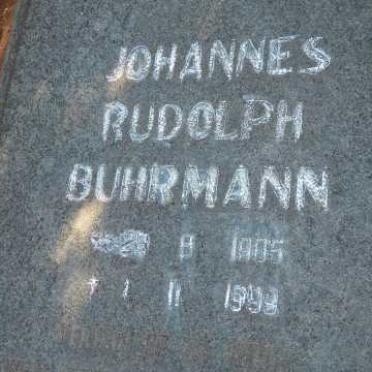 JOHANNES
RUDOLPH
BUHRMANN
8 1905
† 1 11